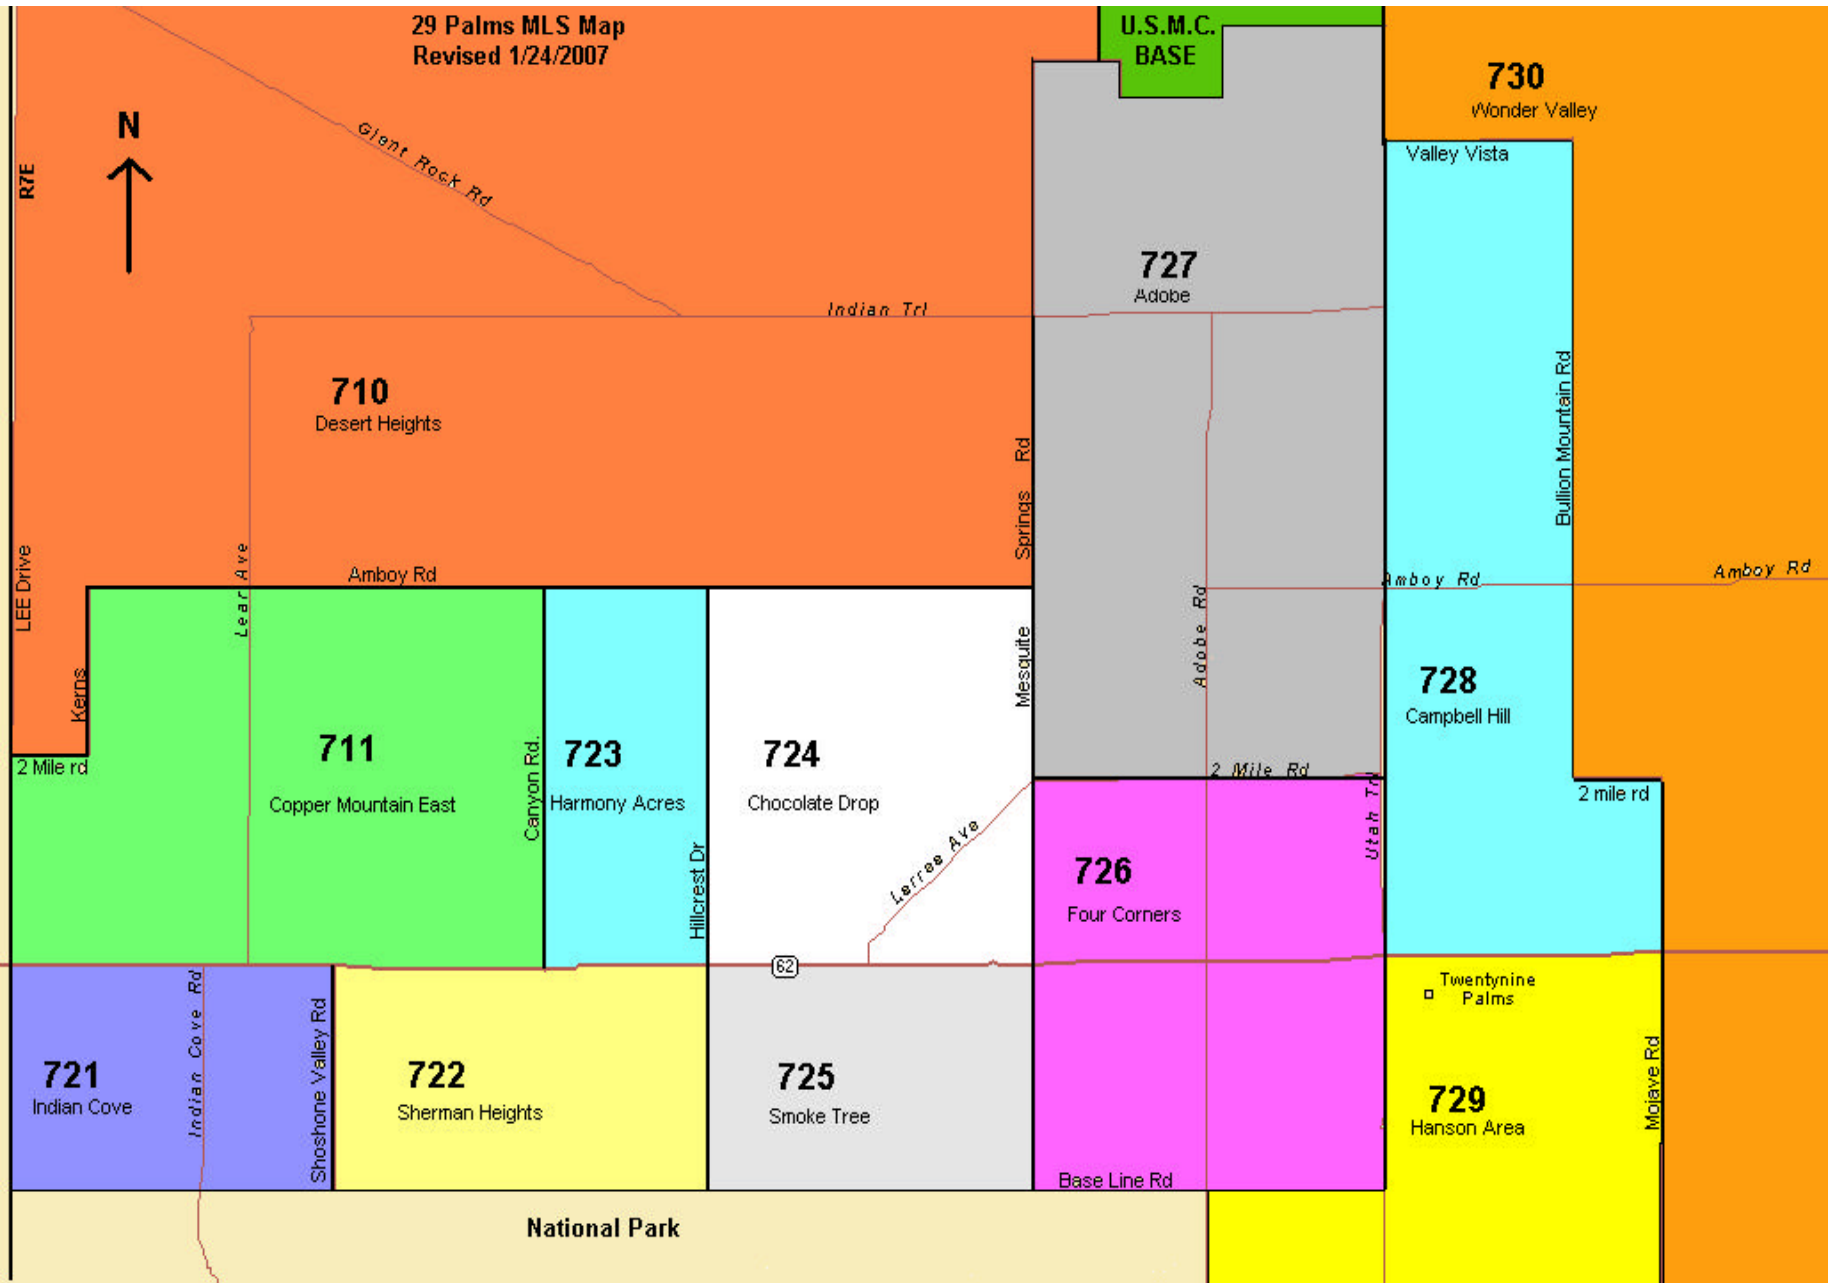 29 Palms MLS Map
Revised 1/24/2007
U.S.M.C.
BASE
730
Wonder Valley
N
R7E
Giant Rock Rd
Valley Vista
727
Adobe
Indian Trl
710
Desert Heights
Springs Rd
Bullion Mountain Rd
LEE Drive
Lear Ave
Amboy Rd
Amboy Rd
Amboy Rd
Kerns
Mesquite
Adobe Rd
728
Campbell Hill
2 Mile rd
711
Copper Mountain East
Canyon Rd.
723
Harmony Acres
724
Chocolate Drop
2 Mile Rd
2 mile rd
Utah Trl
Hillcrest Dr
Larrea Ave
726
Four Corners
62
Indian Cove Rd
Shoshone Valley Rd
Twentynine
Palms
721
Indian Cove
722
Sherman Heights
725
Smoke Tree
729
Hanson Area
Mojave Rd
Base Line Rd
National Park